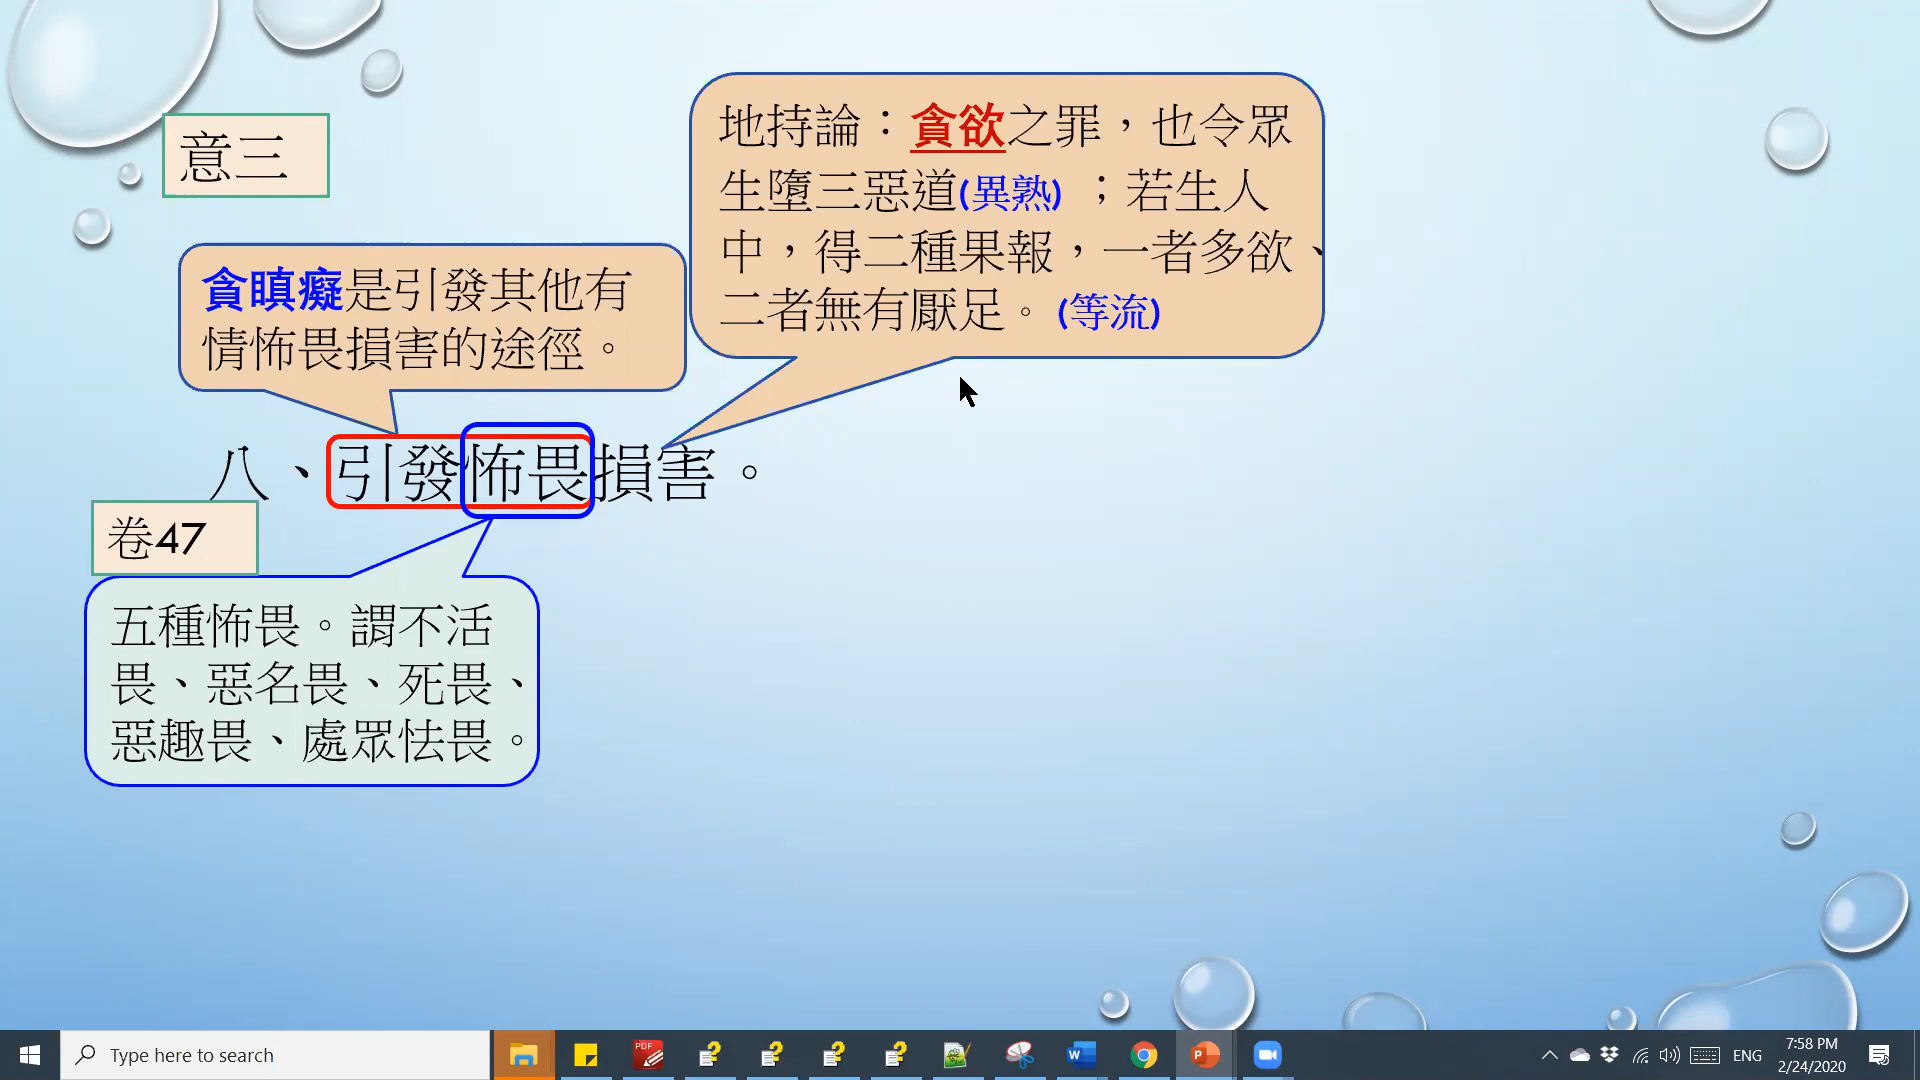 意三
地持論：貪欲之罪，也令眾
生墮三惡道(異熟) ；若生人
中，得二種果報，一者多欲、
二者無有厭足。(等流)
貪瞋癡是引發其他有
情怖畏損害的途徑。
八、引發怖畏損害。
卷47
五種怖畏。謂不活
畏、惡名畏、死畏、
惡趣畏、處眾怯畏。
Type here to search
PDF
ENG
7:58 PM
2/24/2020